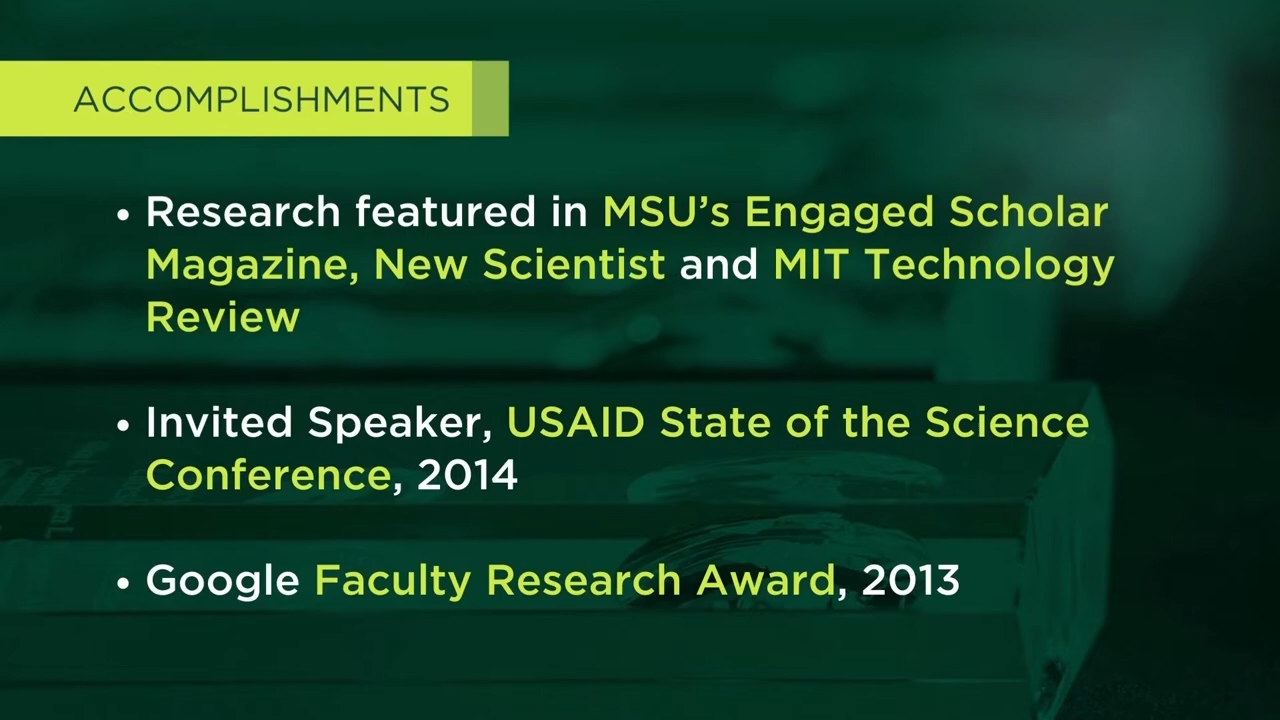 ACCOMPLISHMENTS
• Research featured in MSU’s Engaged Scholar
Magazine, New Scientist and MIT Technology
Review
• Invited Speaker, USAID State of the Science
Conference, 2014
• Google Faculty Research Award, 2013